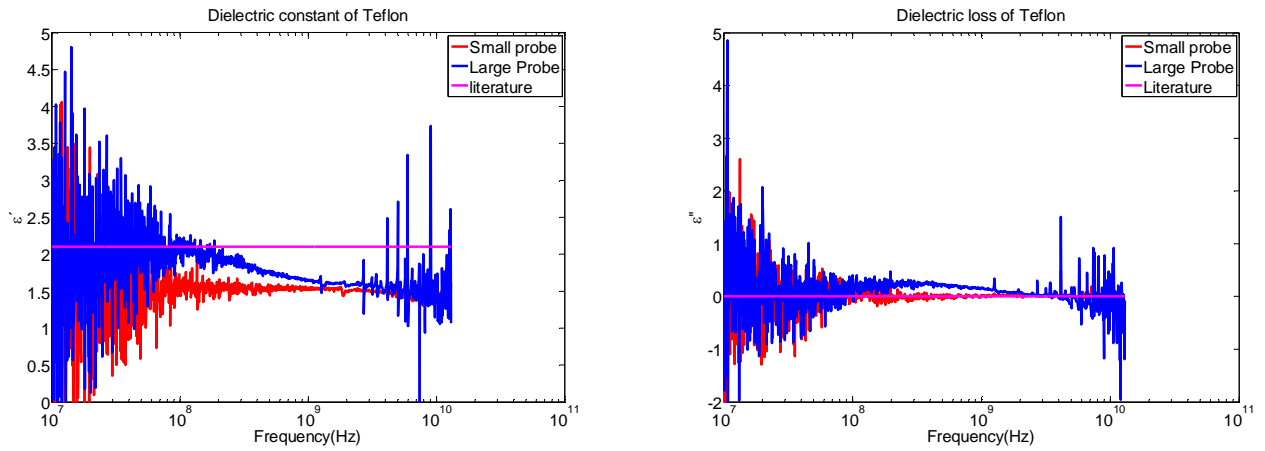 Dielectric constant of Teflon
5
4.5
4
3.5
3
2.5
2
1.5
1
0.5
0
ε′
Small probe
Large Probe
literature
10^7
10^8
10^9
10^10
10^11
Frequency(Hz)
Dielectric loss of Teflon
5
4
3
2
1
0
-1
-2
ε"
Small probe
Large Probe
Literature
10^7
10^8
10^9
10^10
10^11
Frequency(Hz)